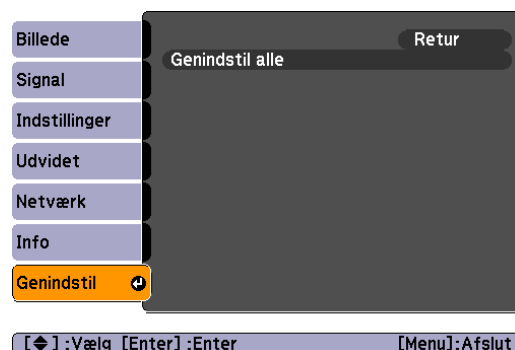 Billede
Signal
Indstillinger
Udvidet
Netværk
Info
Genindstil
Retur
Genindstil alle
[◆]:Vælg [Enter]:Enter [Menu]:Afslut